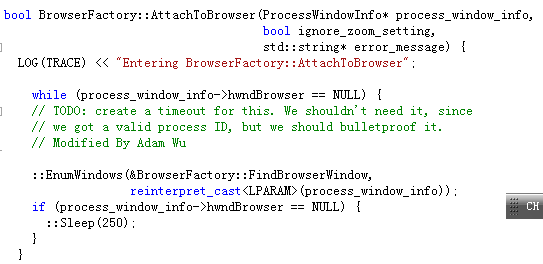 bool BrowserFactory::AttachToBrowser(ProcessWindowInfo* process_window_info,
bool ignore_zoom_setting,
std::string* error_message) {
LOG(TRACE) << "Entering BrowserFactory::AttachToBrowser";
while (process_window_info->hwndBrowser == NULL) {
// TODO: create a timeout for this. We shouldn't need it, since
// we got a valid process ID, but we should bulletproof it.
// Modified By Adam Wu
::EnumWindows(&BrowserFactory::FindBrowserWindow,
reinterpret_cast<LPARAM>(process_window_info));
if (process_window_info->hwndBrowser == NULL) {
::Sleep(250);
}
}
CH